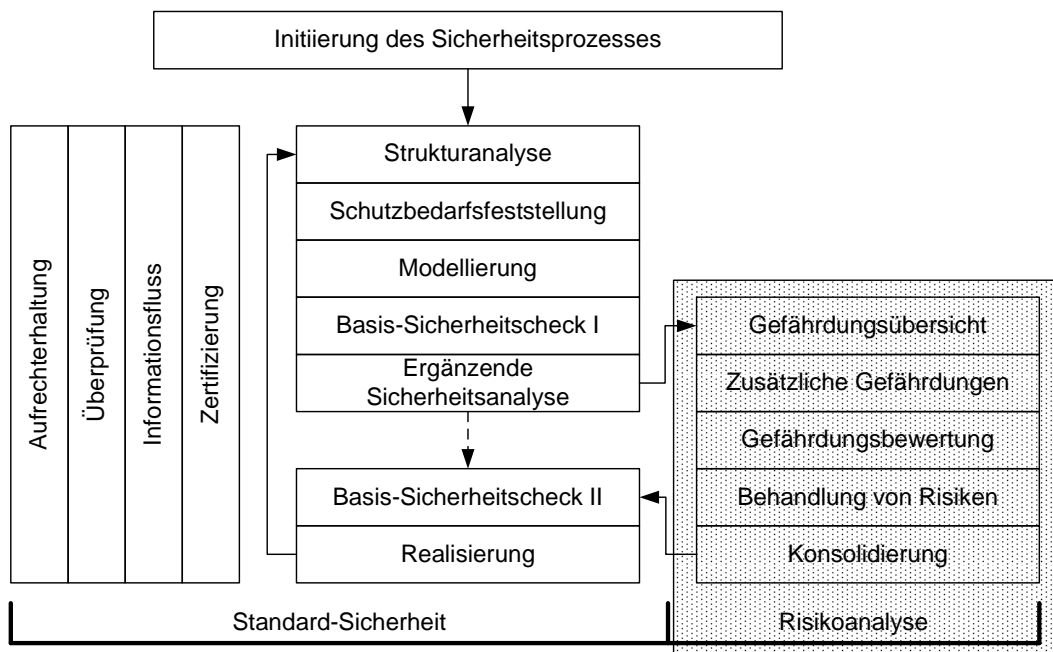 Initiierung des Sicherheitsprozesses
Aufrechterhaltung
Überprüfung
Informationsfluss
Zertifizierung
Strukturanalyse
Schutzbedarfsfeststellung
Modellierung
Basis-Sicherheitscheck I
Ergänzende
Sicherheitsanalyse
Basis-Sicherheitscheck II
Realisierung
Gefährdungsübersicht
Zusätzliche Gefährdungen
Gefährdungsbewertung
Behandlung von Risiken
Konsolidierung
Standard-Sicherheit
Risikoanalyse